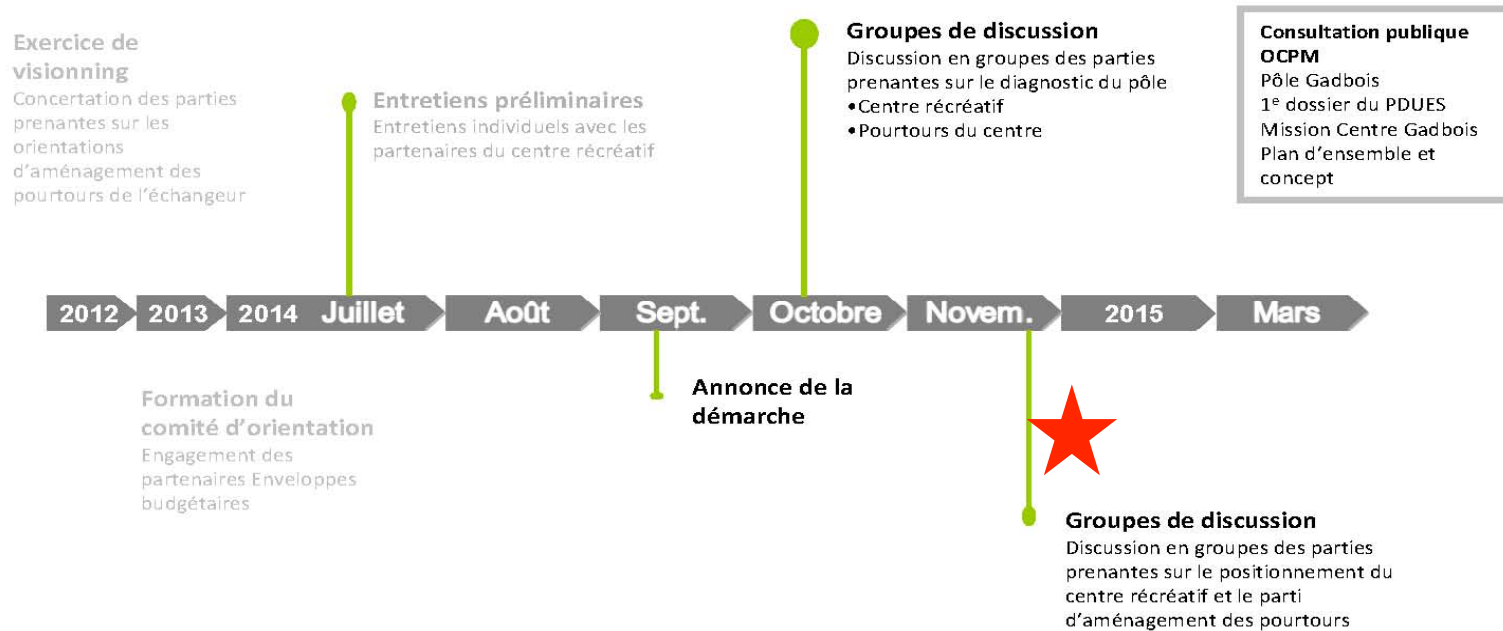 Exercice de
visionning
Concertation des parties
prenantes sur les
orientations
d'aménagement des
pourtours de l'échangeur
Entretiens préliminaires
Entretiens individuels avec les
partenaires du centre récréatif
Groupes de discussion
Discussion en groupes des parties
prenantes sur le diagnostic du pôle
•Centre récréatif
•Pourtours du centre
Consultation publique
OCPM
Pôle Gadbois
1e dossier du PDUES
Mission Centre Gadbois
Plan d'ensemble et
concept
2012 2013 2014 Juillet Août Sept. Octobre Novem. 2015 Mars
Formation du
comité d'orientation
Engagement des
partenaires Enveloppes
budgétaires
Annonce de la
démarche
Groupes de discussion
Discussion en groupes des parties
prenantes sur le positionnement du
centre récréatif et le parti
d'aménagement des pourtours